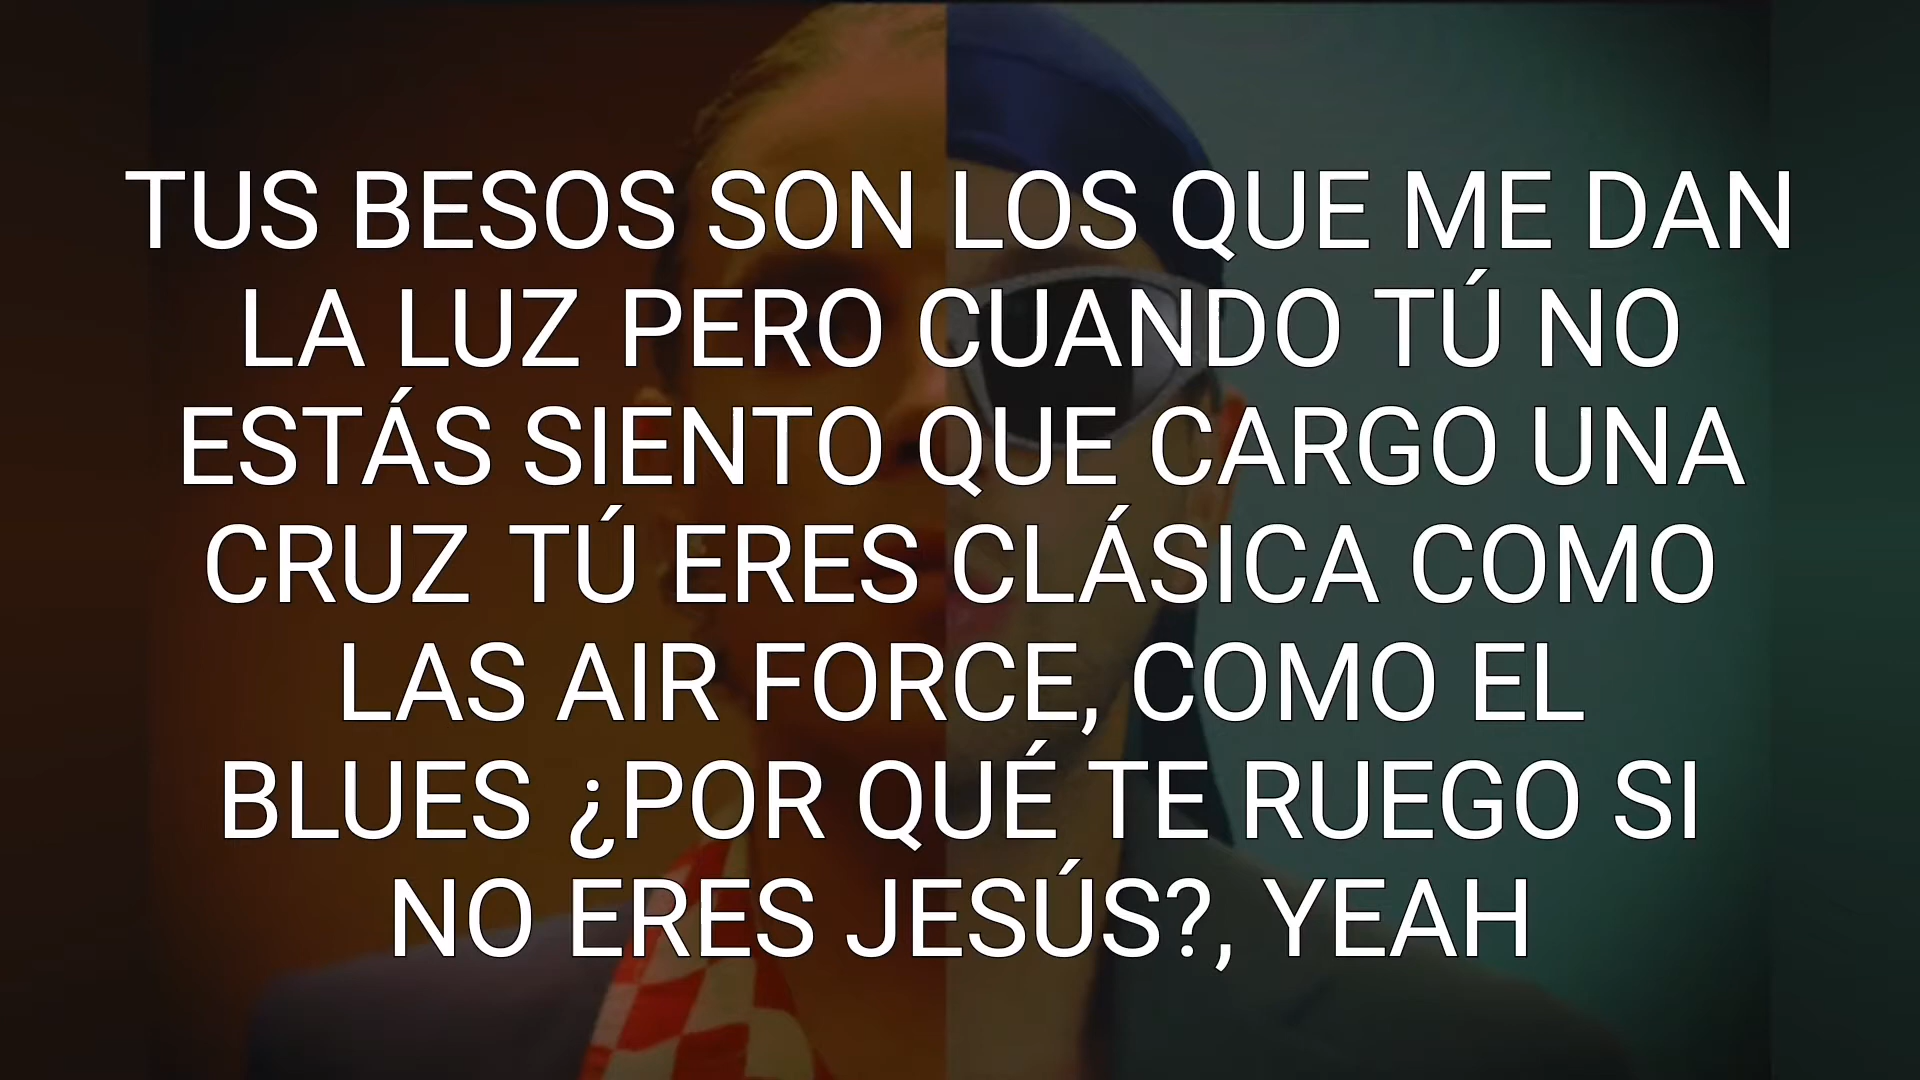 TUS BESOS SON LOS QUE ME DAN
LA LUZ PERO CUANDO TÚ NO
ESTÁS SIENTO QUE CARGO UNA
CRUZ TÚ ERES CLÁSICA COMO
LAS AIR FORCE, COMO EL
BLUES ¿POR QUÉ TE RUEGO SI
NO ERES JESÚS?, YEAH